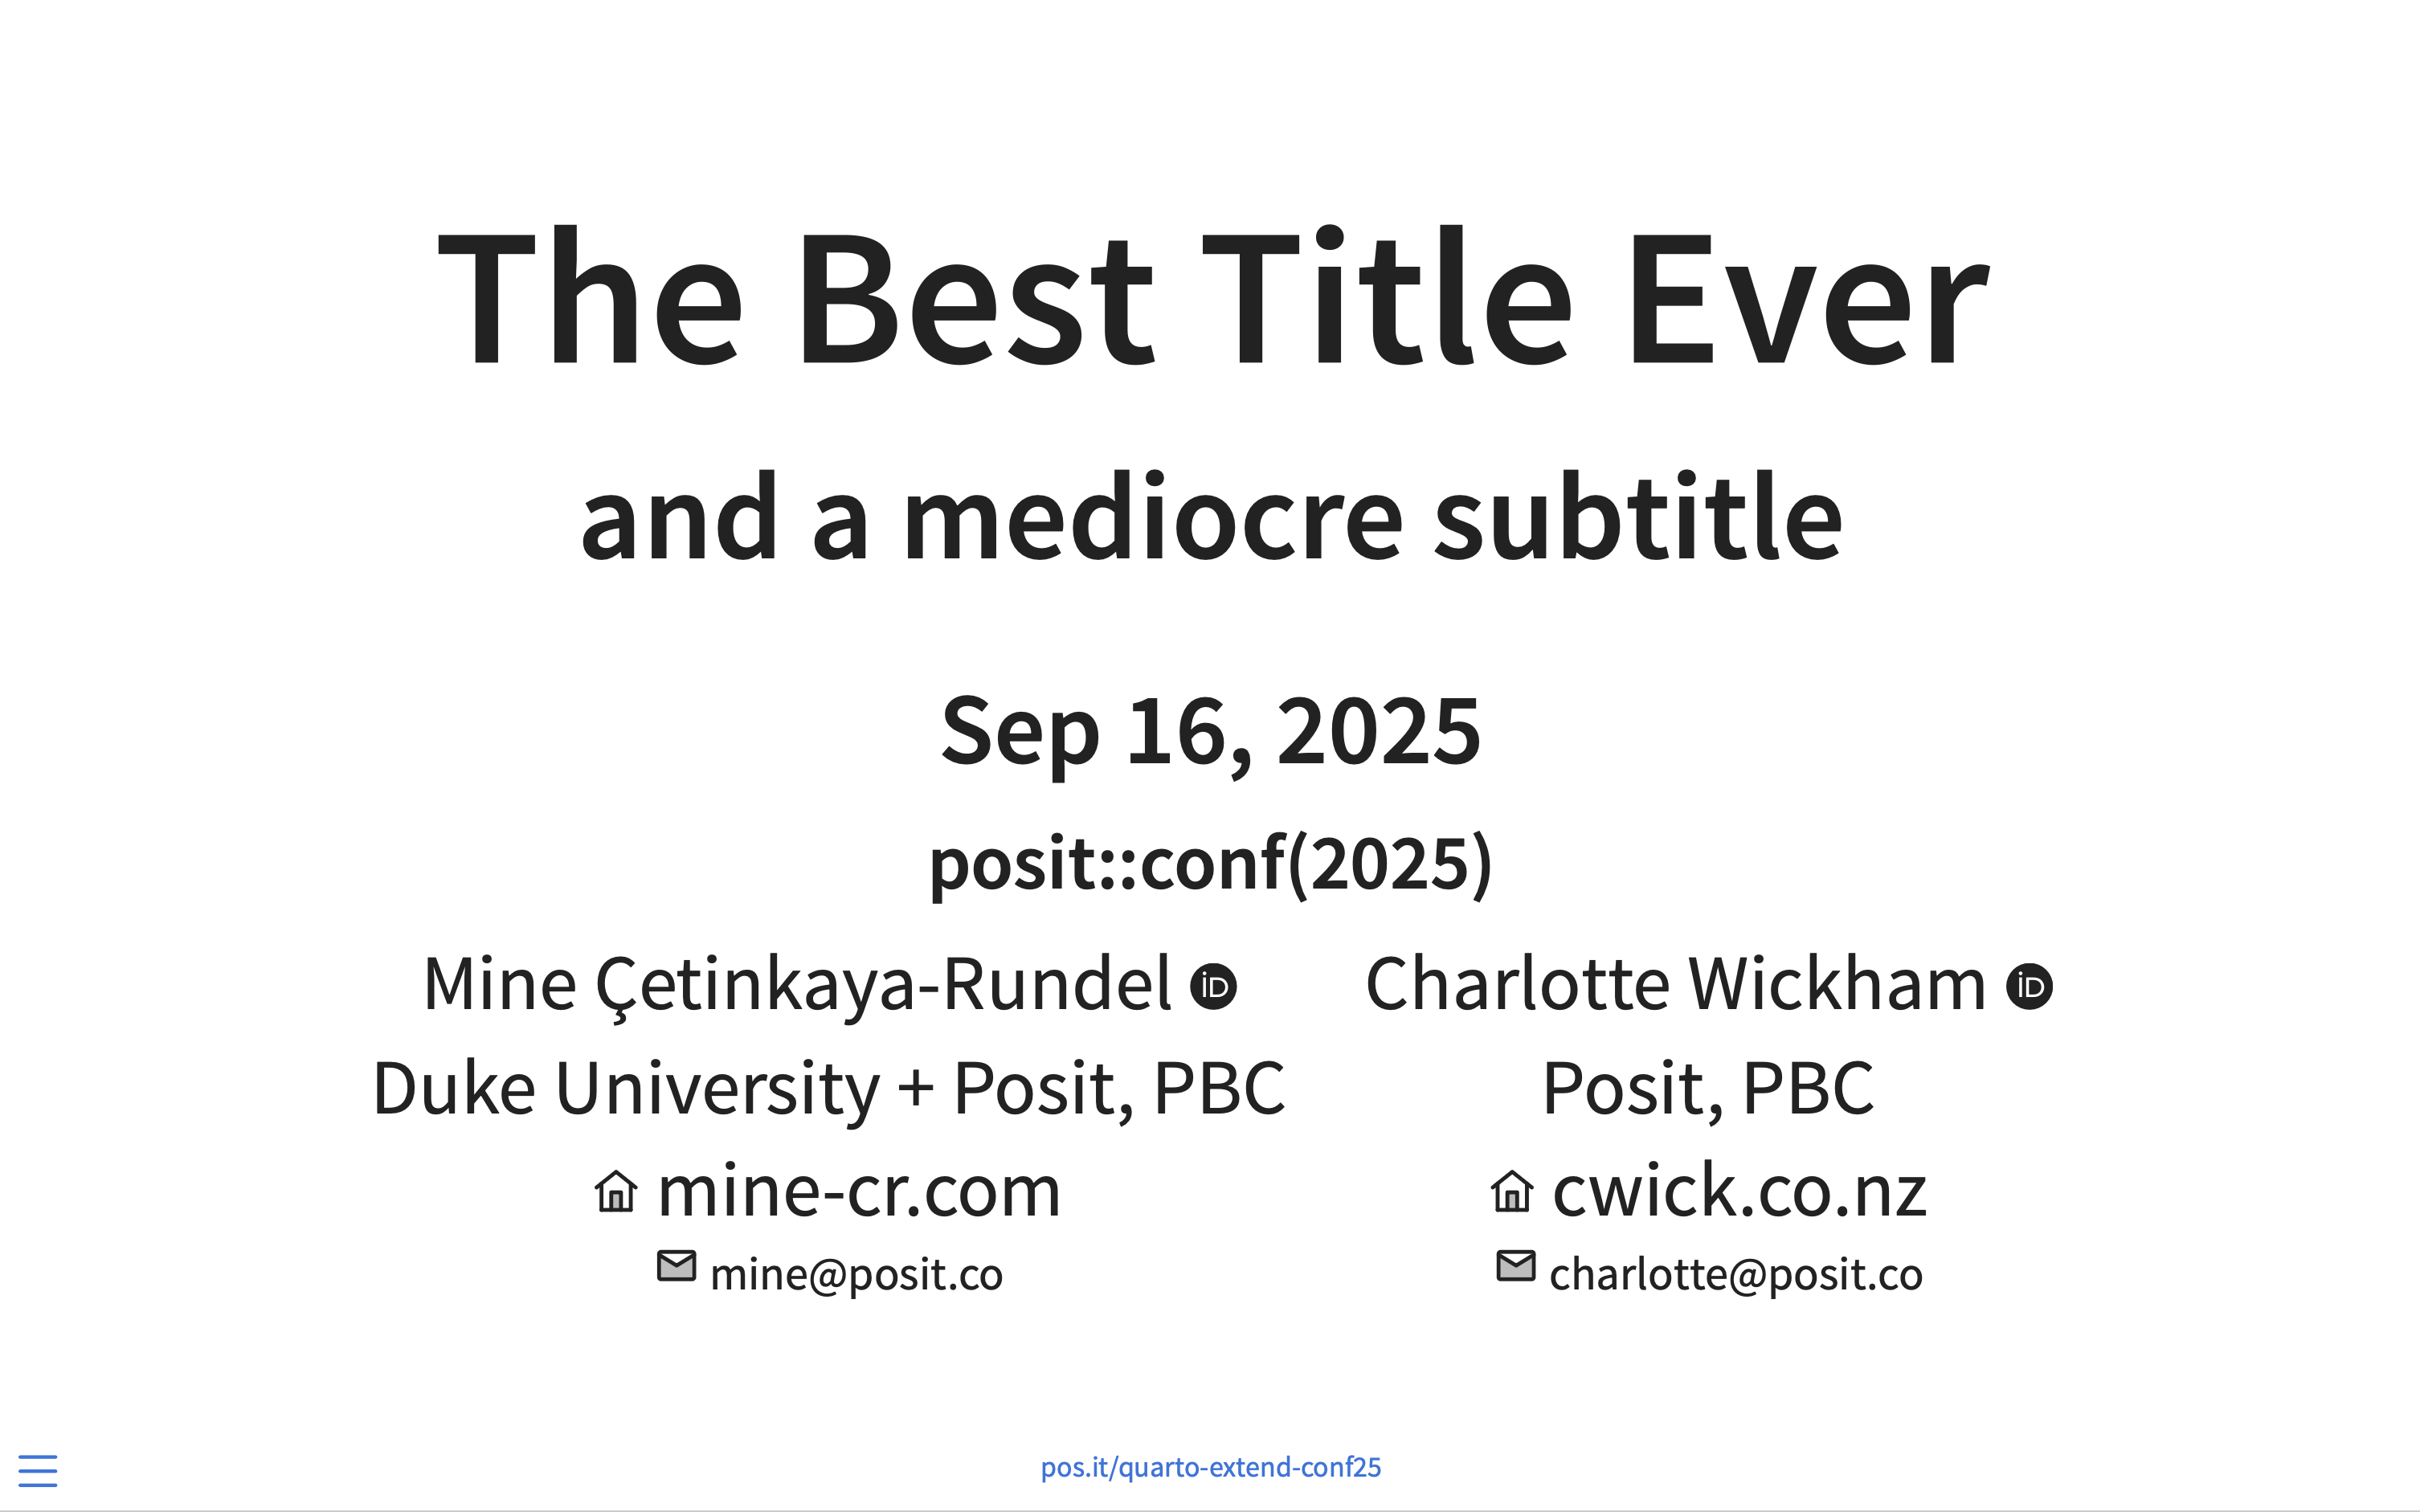 The Best Title Ever
and a mediocre subtitle
Sep 16, 2025
posit::conf(2025)
Mine Çetinkaya-Rundel iD
Duke University + Posit, PBC
mine-cr.com
mine@posit.co
Charlotte Wickham iD
Posit, PBC
cwick.co.nz
charlotte@posit.co
pos.it/quarto-extend-conf25